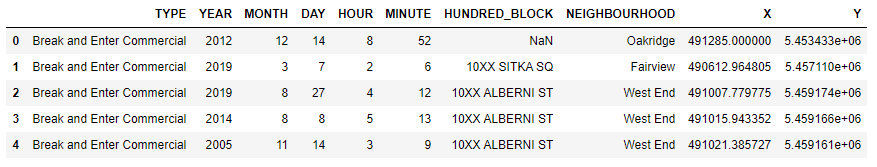 TYPE YEAR MONTH DAY HOUR MINUTE HUNDRED_BLOCK NEIGHBOURHOOD X Y
0 Break and Enter Commercial 2012 12 14 8 52 NaN Oakridge 491285.000000 5.453433e+06
1 Break and Enter Commercial 2019 3 7 2 6 10XX SITKA SQ Fairview 490612.964805 5.457110e+06
2 Break and Enter Commercial 2019 8 27 4 12 10XX ALBERNI ST West End 491007.779775 5.459174e+06
3 Break and Enter Commercial 2014 8 8 5 13 10XX ALBERNI ST West End 491015.943352 5.459166e+06
4 Break and Enter Commercial 2005 11 14 3 9 10XX ALBERNI ST West End 491021.385727 5.459161e+06